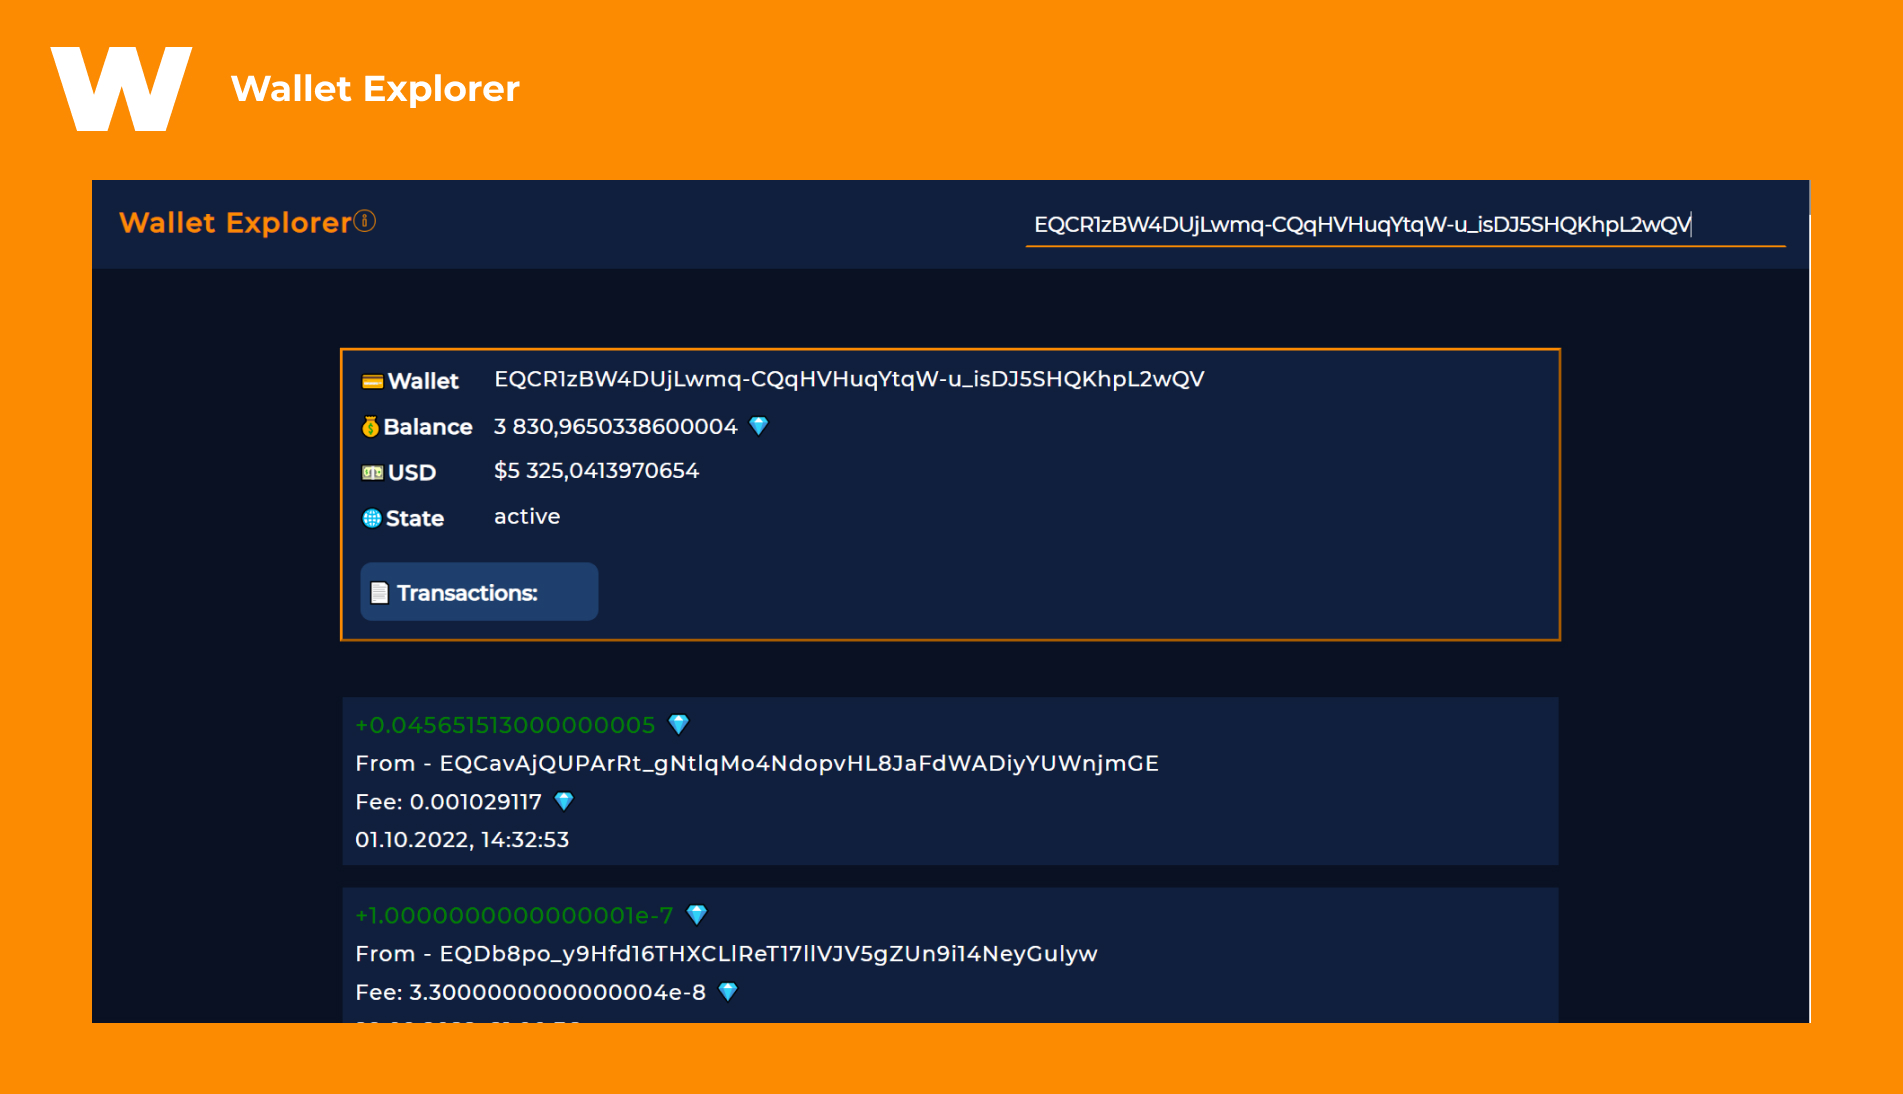 W Wallet Explorer
Wallet Explorer
EQCR1zBW4DUjLwmq-CQqHVHuqYtqW-u_isDJ5SHQKhpL2wQV
Wallet EQCR1zBW4DUjLwmq-CQqHVHuqYtqW-u_isDJ5SHQKhpL2wQV
Balance 3 830,9650338600004
USD $5 325,0413970654
State active
Transactions:
+0.045651513000000005
From - EQCavAjQUPArRt_gNtlqMo4NdopvHL8JaFdWADiyYUWnjmGE
Fee: 0.001029117
01.10.2022, 14:32:53
+1.0000000000000001e-7
From - EQDb8po_y9Hfd16THXCLlReT17llVJV5gZUn9i14NeyGulyw
Fee: 3.3000000000000004e-8